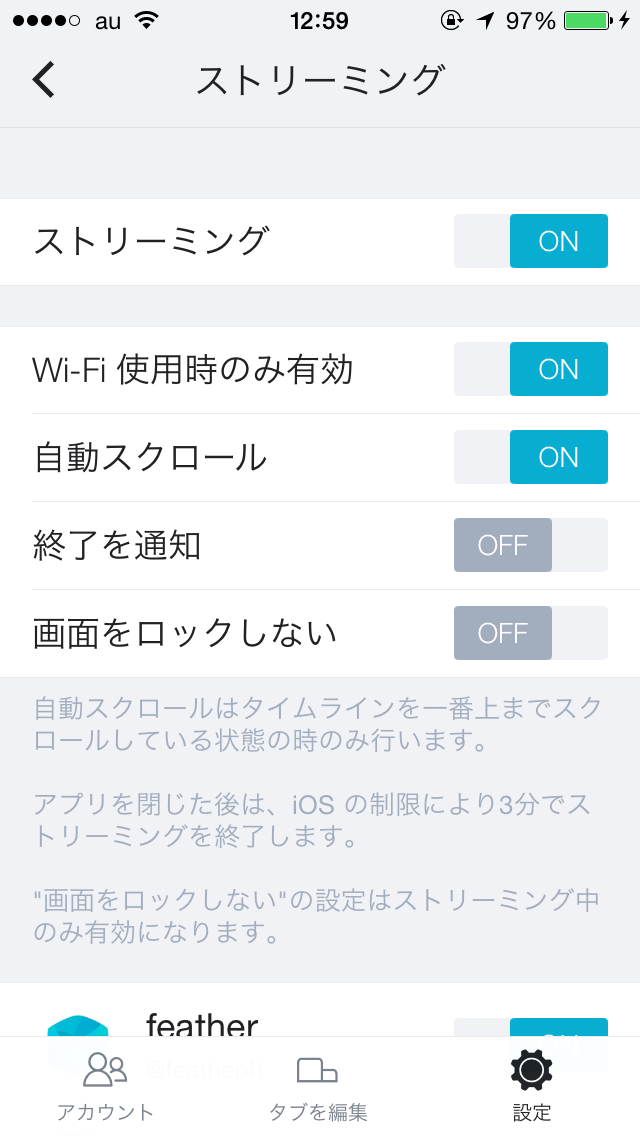 au 12:59 97%
ストリーミング
ストリーミング ON
Wi-Fi 使用時のみ有効 ON
自動スクロール ON
終了を通知 OFF
画面をロックしない OFF
自動スクロールはタイムラインを一番上までスク
ロールしている状態の時のみ行います。
アプリを閉じた後は、iOS の制限により3分でス
トリーミングを終了します。
"画面をロックしない"の設定はストリーミング中
のみ有効になります。
feather
アカウント タブを編集 設定